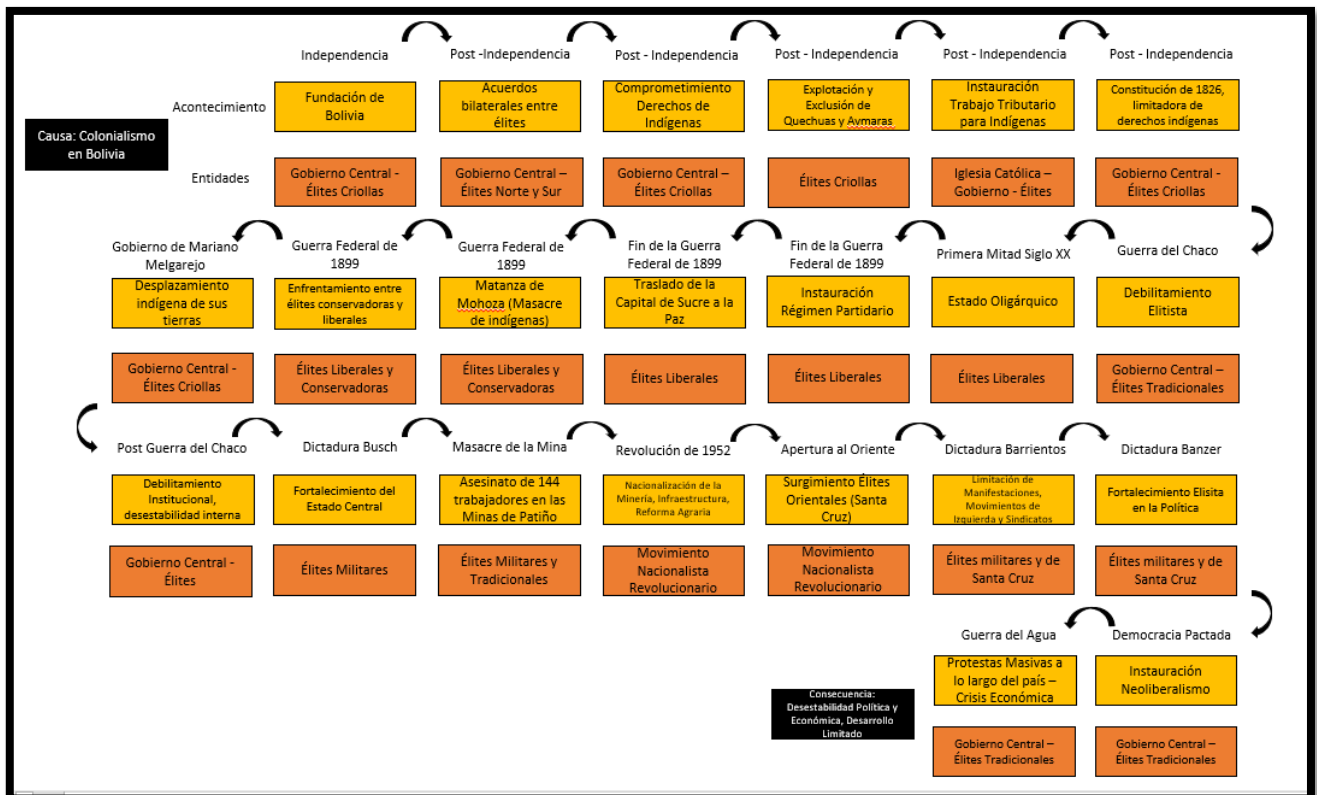 Independencia
Post -Independencia
Post - Independencia
Post - Independencia
Post - Independencia
Post - Independencia
Acontecimiento
Fundación de
Bolivia
Acuerdos
bilaterales entre
élites
Comprometimiento
Derechos de
Indígenas
Explotación y
Exclusión de
Quechuas y Aymaras
Instauración
Trabajo Tributario
para Indígenas
Constitución de 1826,
limitadora de
derechos indígenas
Causa: Colonialismo
en Bolivia
Entidades
Gobierno Central -
Élites Criollas
Gobierno Central –
Élites Norte y Sur
Gobierno Central –
Élites Criollas
Élites Criollas
Iglesia Católica –
Gobierno - Élites
Gobierno Central -
Élites Criollas
Gobierno de Mariano
Melgarejo
Guerra Federal de
1899
Guerra Federal de
1899
Fin de la Guerra
Federal de 1899
Fin de la Guerra
Federal de 1899
Primera Mitad Siglo XX
Guerra del Chaco
Desplazamiento
indígena de sus
tierras
Enfrentamiento entre
élites conservadoras y
liberales
Matanza de
Mohoza (Masacre
de indígenas)
Traslado de la
Capital de Sucre a la
Paz
Instauración
Régimen Partidario
Estado Oligárquico
Debilitamiento
Elitista
Gobierno Central -
Élites Criollas
Élites Liberales y
Conservadoras
Élites Liberales y
Conservadoras
Élites Liberales
Élites Liberales
Élites Liberales
Gobierno Central –
Élites Tradicionales
Post Guerra del Chaco
Dictadura Busch
Masacre de la Mina
Revolución de 1952
Apertura al Oriente
Dictadura Barrientos
Dictadura Banzer
Debilitamiento
Institucional,
desestabilidad interna
Fortalecimiento del
Estado Central
Asesinato de 144
trabajadores en las
Minas de Patiño
Nacionalización de la
Minería, Infraestructura,
Reforma Agraria
Surgimiento Élites
Orientales (Santa
Cruz)
Limitación de
Manifestaciones,
Movimientos de
Izquierda y Sindicatos
Fortalecimiento Elisita
en la Política
Gobierno Central -
Élites
Élites Militares
Élites Militares y
Tradicionales
Movimiento
Nacionalista
Revolucionario
Movimiento
Nacionalista
Revolucionario
Élites militares y de
Santa Cruz
Élites militares y de
Santa Cruz
Guerra del Agua
Democracia Pactada
Protestas Masivas a
lo largo del país –
Crisis Económica
Instauración
Neoliberalismo
Consecuencia:
Desestabilidad Política y
Económica, Desarrollo
Limitado
Gobierno Central –
Élites Tradicionales
Gobierno Central –
Élites Tradicionales